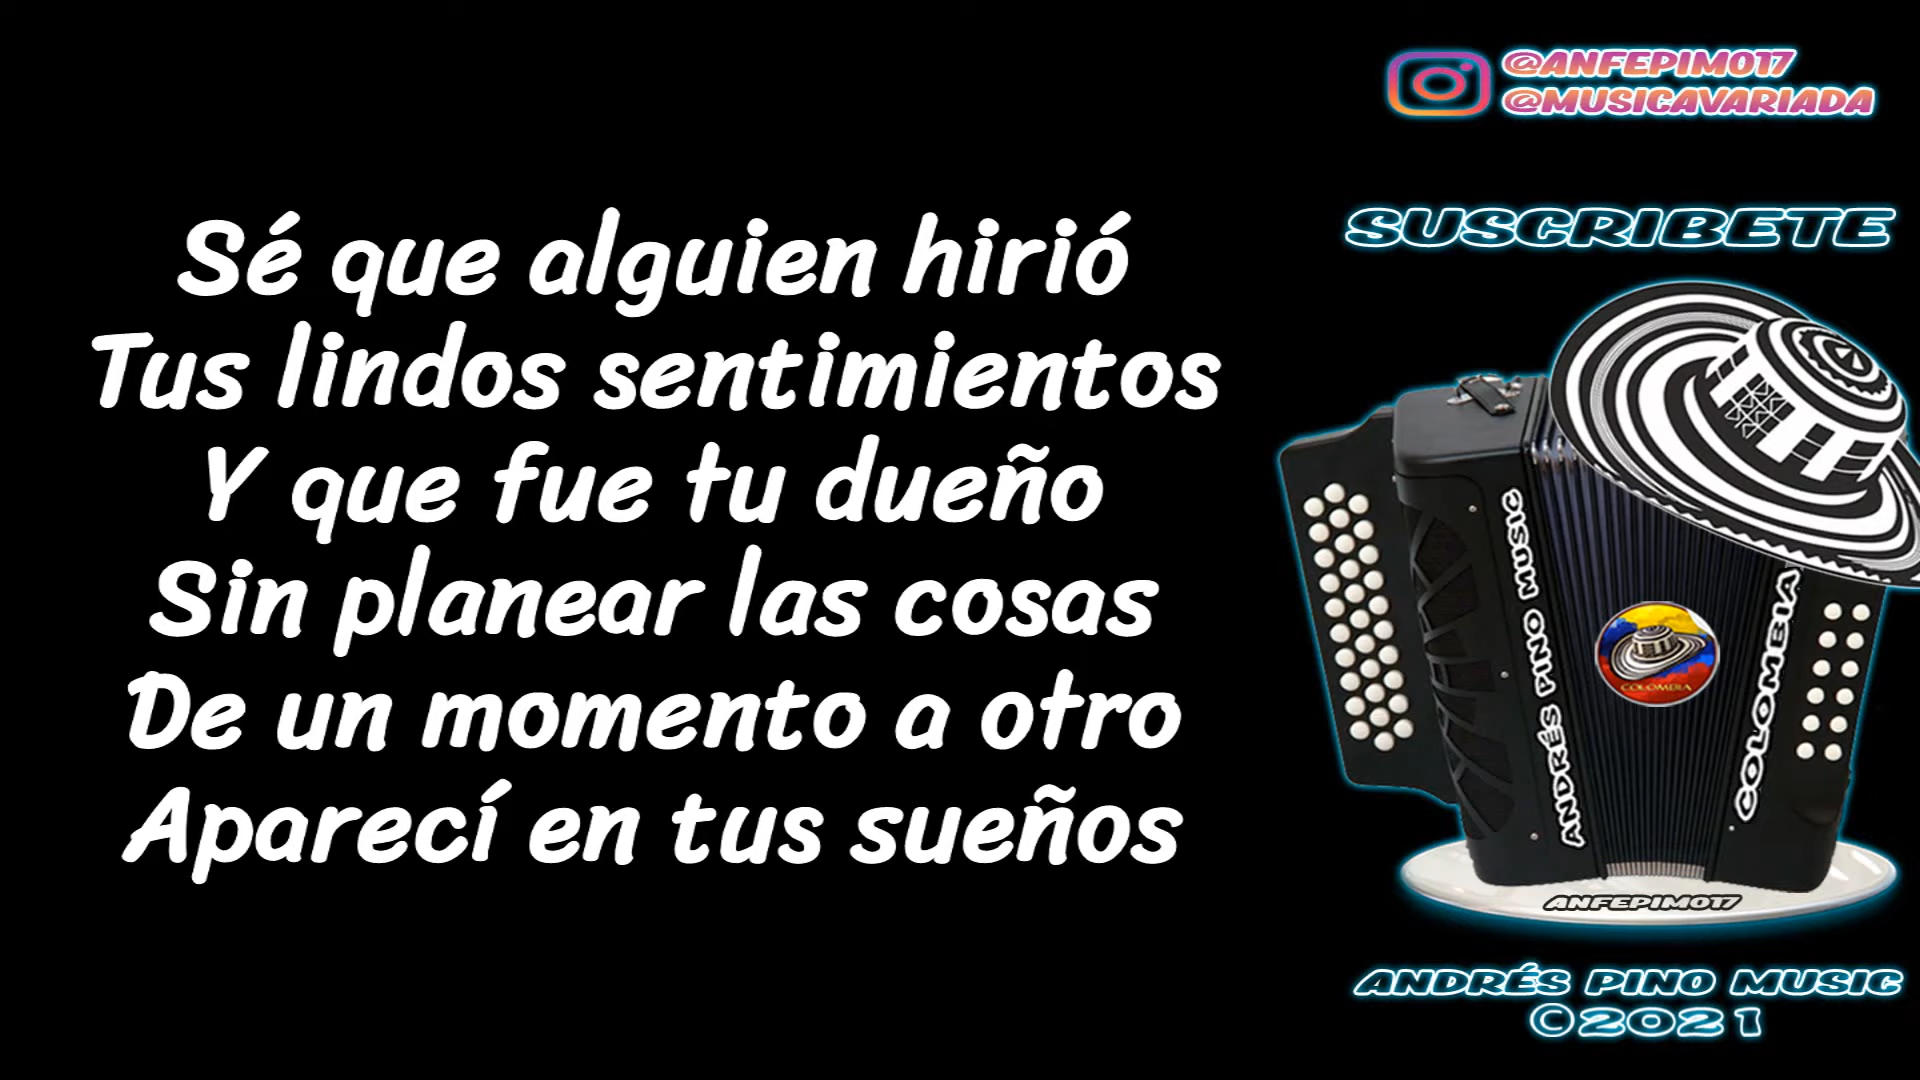 @ANFEPIMO17
@MUSICAVARIADA
SUSCRIBETE
Sé que alguien hirió
Tus lindos sentimientos
Y que fue tu dueño
Sin planear las cosas
De un momento a otro
Aparecí en tus sueños
ANDRÉS PINO MUSIC
COLOMBIA
COLOMBIA
ANFEPIMO17
ANDRÉS PINO MUSIC
©2021